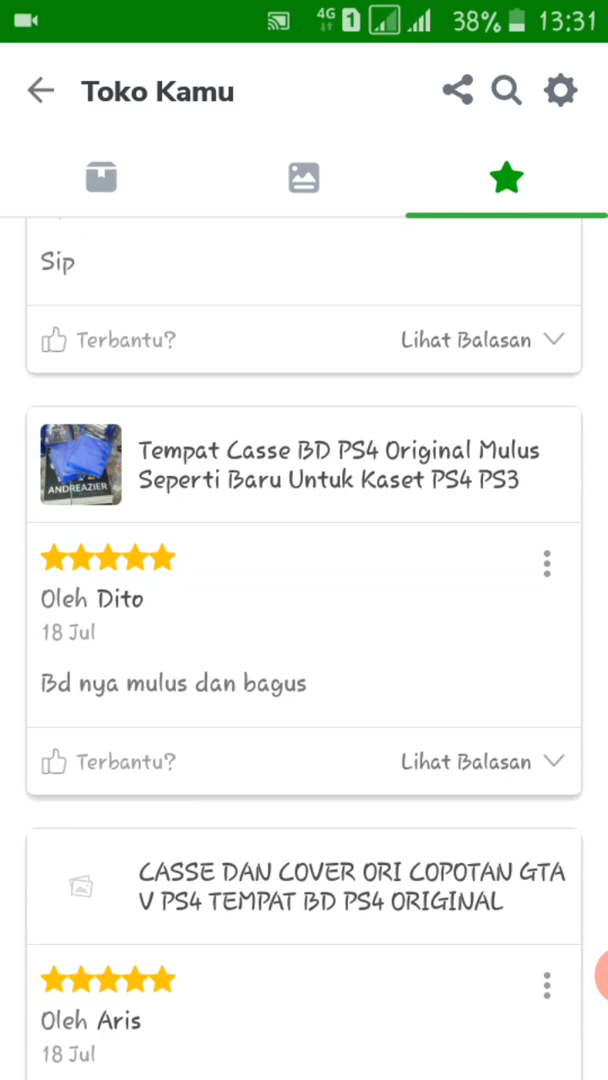 4G 1 38% 13:31
Toko Kamu
Sip
Terbantu? Lihat Balasan
ANDREAZIER
Tempat Casse BD PS4 Original Mulus
Seperti Baru Untuk Kaset PS4 PS3
Oleh Dito
18 Jul
Bd nya mulus dan bagus
Terbantu? Lihat Balasan
CASSE DAN COVER ORI COPOTAN GTA
V PS4 TEMPAT BD PS4 ORIGINAL
Oleh Aris
18 Jul